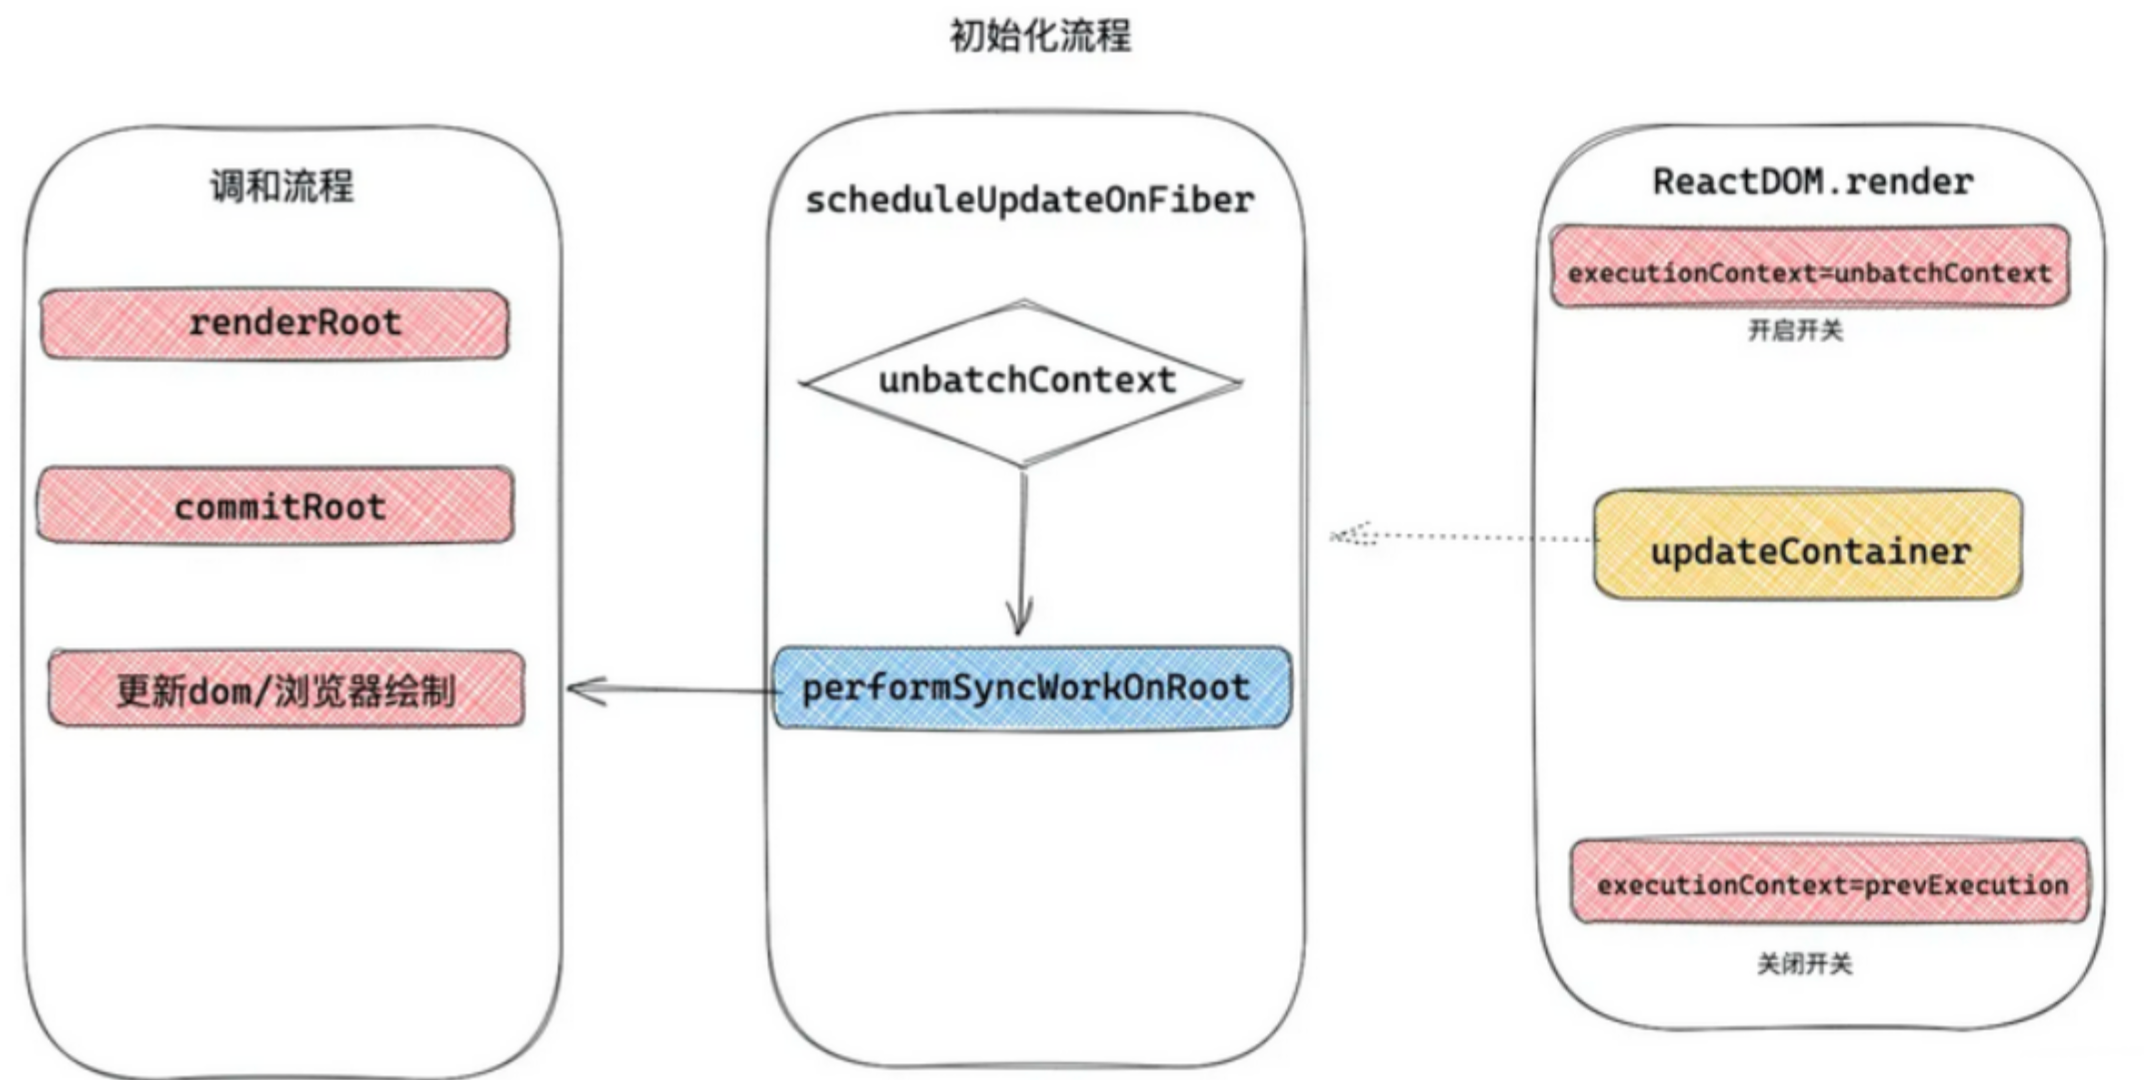 初始化流程
调和流程
renderRoot
commitRoot
更新dom/浏览器绘制
scheduleUpdateOnFiber
unbatchContext
performSyncWorkOnRoot
ReactDOM.render
executionContext=unbatchContext
开启开关
updateContainer
executionContext=prevExecution
关闭开关